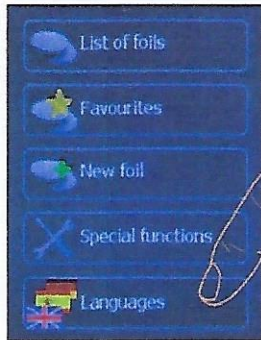 List of foils
Favourites
New foil
Special functions
Languages